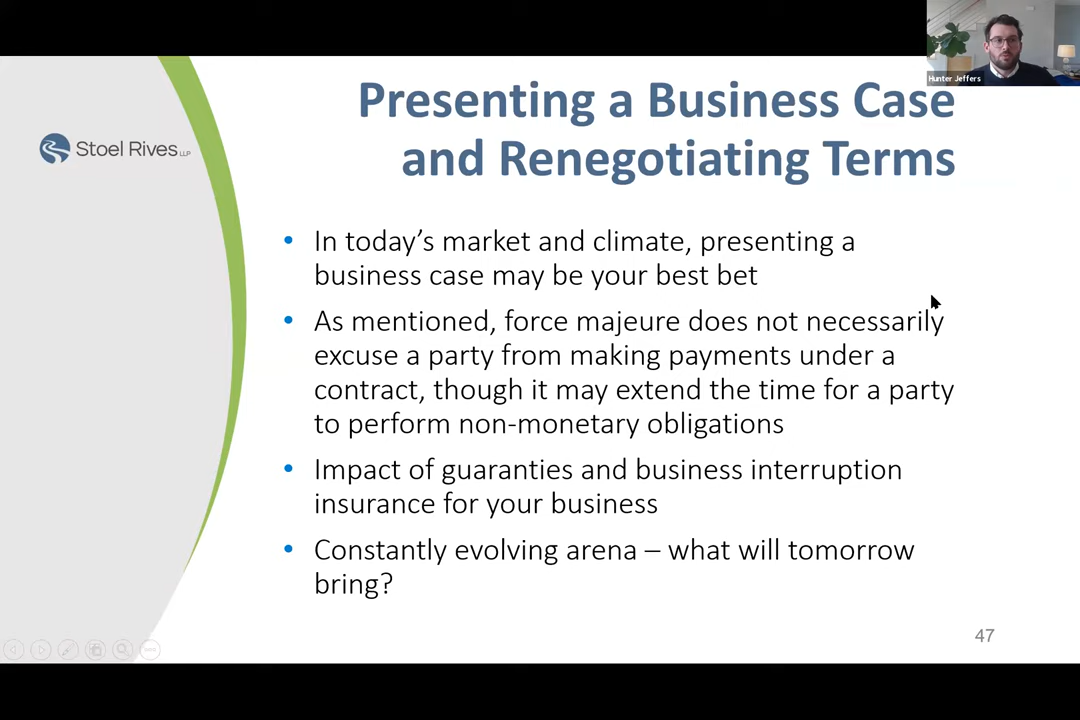 Hunter Jeffers
Presenting a Business Case
and Renegotiating Terms
Stoel Rives LLP
• In today’s market and climate, presenting a
business case may be your best bet
• As mentioned, force majeure does not necessarily
excuse a party from making payments under a
contract, though it may extend the time for a party
to perform non-monetary obligations
• Impact of guaranties and business interruption
insurance for your business
• Constantly evolving arena – what will tomorrow
bring?
47